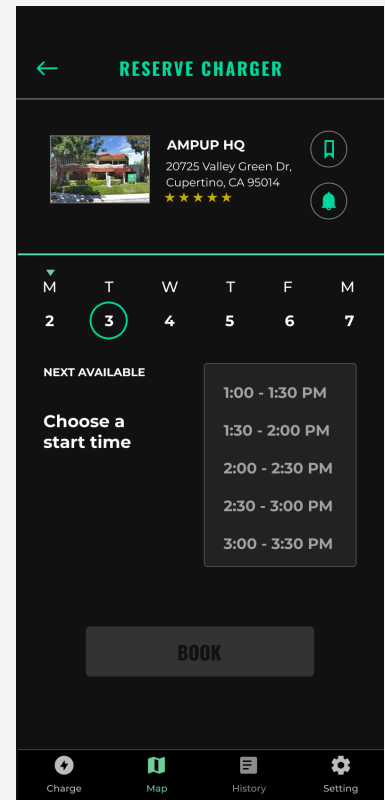 RESERVE CHARGER
AMPUP HQ
20725 Valley Green Dr,
Cupertino, CA 95014
M T W T F M
2 3 4 5 6 7
NEXT AVAILABLE
Choose a
start time
1:00 - 1:30 PM
1:30 - 2:00 PM
2:00 - 2:30 PM
2:30 - 3:00 PM
3:00 - 3:30 PM
BOOK
Charge Map History Setting